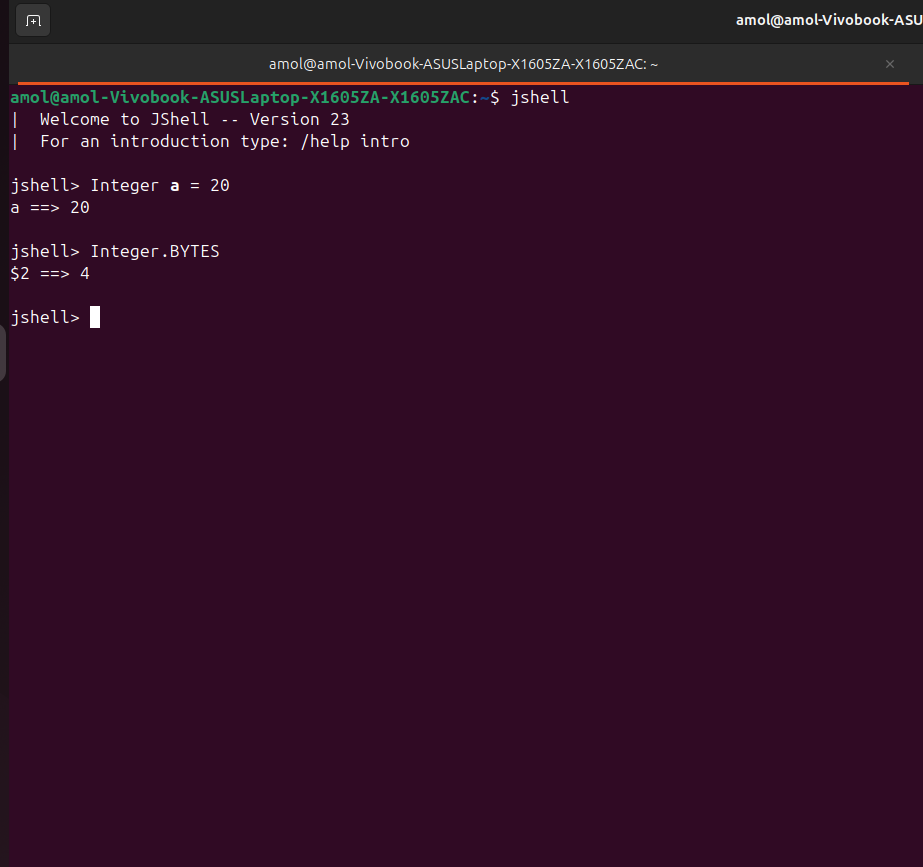 amol@amol-Vivobook-ASU
amol@amol-Vivobook-ASUSLaptop-X1605ZA-X1605ZAC: ~
amol@amol-Vivobook-ASUSLaptop-X1605ZA-X1605ZAC:~$ jshell
|  Welcome to JShell -- Version 23
|  For an introduction type: /help intro
jshell> Integer a = 20
a ==> 20
jshell> Integer.BYTES
$2 ==> 4
jshell>